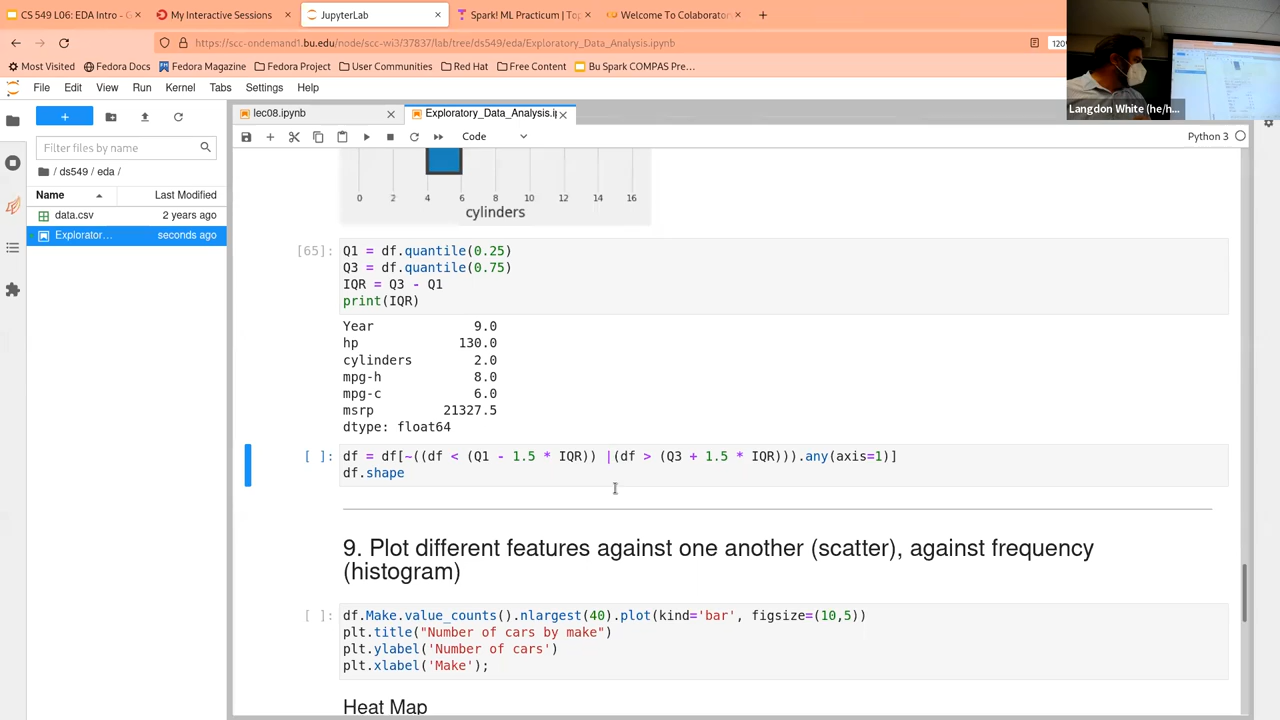 CS 549 L06: EDA Intro - G
My Interactive Sessions
JupyterLab
Spark! ML Practicum | Top
Welcome To Colaborator
https://scc-ondemand1.bu.edu/node/scc-wi3/37837/lab/tree/ds549/eda/Exploratory_Data_Analysis.ipynb
120%
Most Visited
Fedora Docs
Fedora Magazine
Fedora Project
User Communities
Red Hat
Free Content
Bu Spark COMPAS Pre…
Langdon White (he/h...
File Edit View Run Kernel Tabs Settings Help
lec08.ipynb
Exploratory_Data_Analysis.ip
Code
Python 3
Filter files by name
/ ds549 / eda /
Name Last Modified
data.csv 2 years ago
Explorator… seconds ago
0 2 4 6 8 10 12 14 16
cylinders
[65]:
Q1 = df.quantile(0.25)
Q3 = df.quantile(0.75)
IQR = Q3 - Q1
print(IQR)
Year 9.0
hp 130.0
cylinders 2.0
mpg-h 8.0
mpg-c 6.0
msrp 21327.5
dtype: float64
[ ]:
df = df[~((df < (Q1 - 1.5 * IQR)) |(df > (Q3 + 1.5 * IQR))).any(axis=1)]
df.shape
9. Plot different features against one another (scatter), against frequency
(histogram)
[ ]:
df.Make.value_counts().nlargest(40).plot(kind='bar', figsize=(10,5))
plt.title("Number of cars by make")
plt.ylabel('Number of cars')
plt.xlabel('Make');
Heat Map